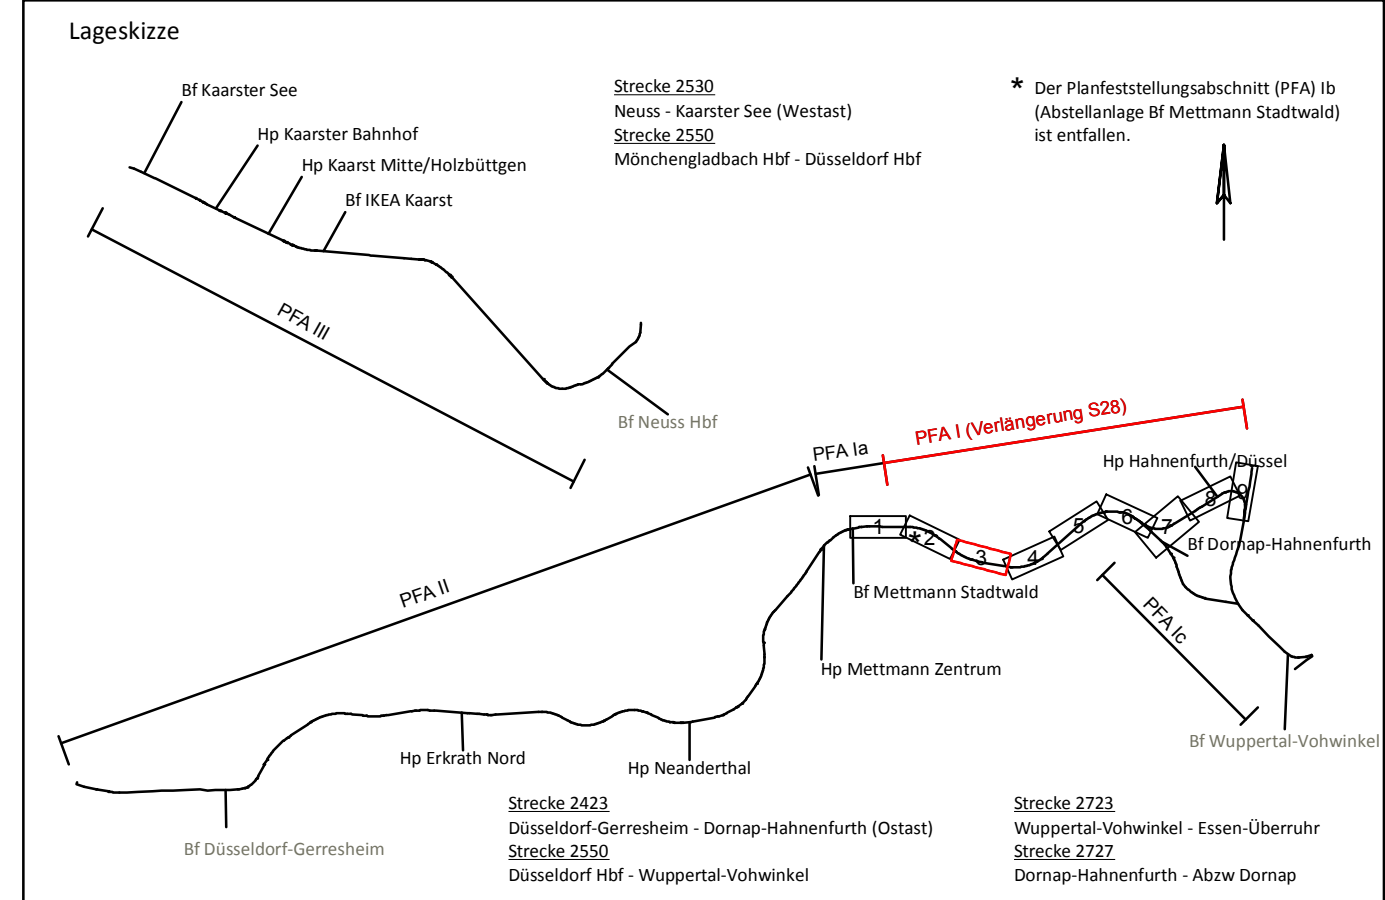 Lageskizze
Bf Kaarster See
Hp Kaarster Bahnhof
Hp Kaarst Mitte/Holzbüttgen
Bf IKEA Kaarst
Strecke 2530
Neuss - Kaarster See (Westast)
Strecke 2550
Mönchengladbach Hbf - Düsseldorf Hbf
* Der Planfeststellungsabschnitt (PFA) Ib
(Abstellanlage Bf Mettmann Stadtwald)
ist entfallen.
PFA III
Bf Neuss Hbf
PFA Ia
PFA I (Verlängerung S28)
Hp Hahnenfurth/Düssel
1
* 2
3
4
5
6
7
8
9
Bf Dornap-Hahnenfurth
PFA II
Bf Mettmann Stadtwald
PFA Ic
Hp Mettmann Zentrum
Bf Wuppertal-Vohwinkel
Hp Erkrath Nord
Hp Neanderthal
Bf Düsseldorf-Gerresheim
Strecke 2423
Düsseldorf-Gerresheim - Dornap-Hahnenfurth (Ostast)
Strecke 2550
Düsseldorf Hbf - Wuppertal-Vohwinkel
Strecke 2723
Wuppertal-Vohwinkel - Essen-Überruhr
Strecke 2727
Dornap-Hahnenfurth - Abzw Dornap